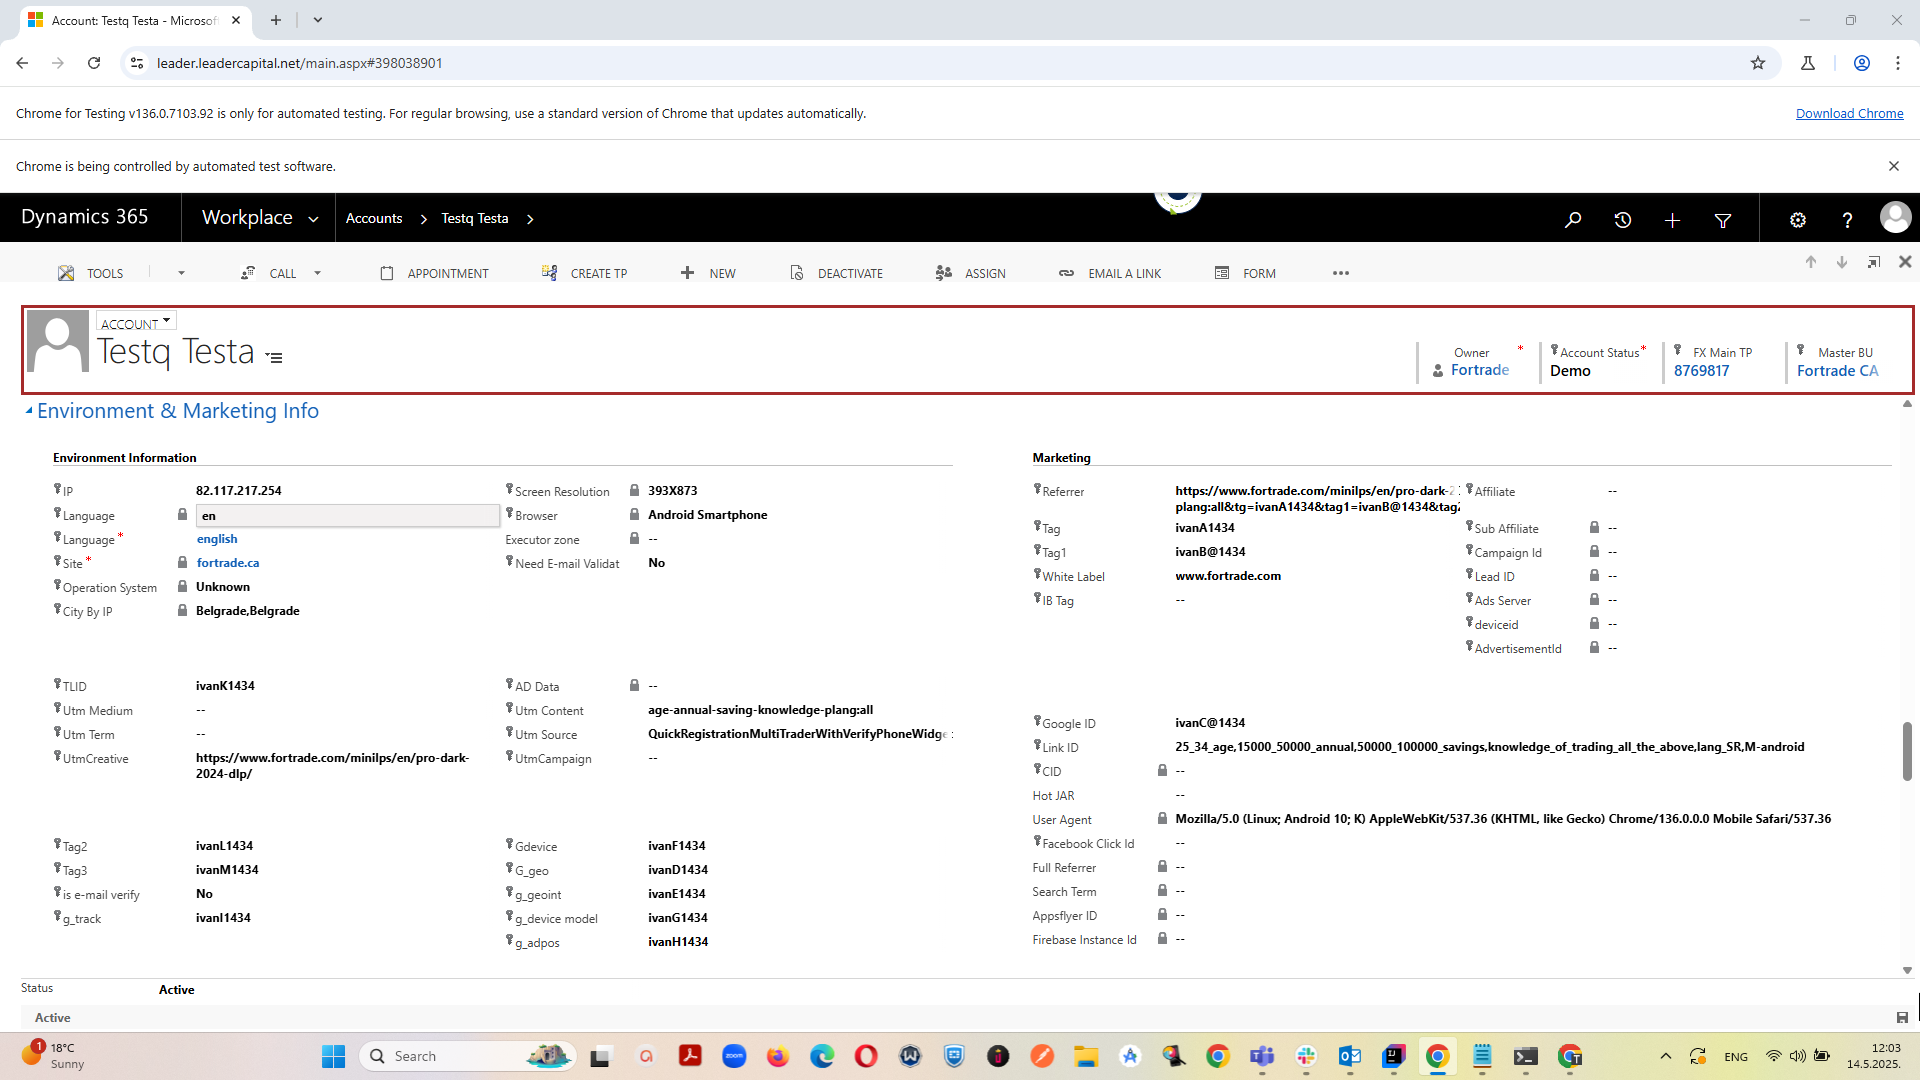 Account: Testq Testa - Microsof
leader.leadercapital.net/main.aspx#398038901
Chrome for Testing v136.0.7103.92 is only for automated testing. For regular browsing, use a standard version of Chrome that updates automatically.
Download Chrome
Chrome is being controlled by automated test software.
Dynamics 365 Workplace Accounts Testq Testa
TOOLS CALL APPOINTMENT CREATE TP NEW DEACTIVATE ASSIGN EMAIL A LINK FORM
ACCOUNT
Testq Testa
Owner * Account Status * FX Main TP Master BU
Fortrade Demo 8769817 Fortrade CA
Environment & Marketing Info
Environment Information
IP 82.117.217.254
Language en
Language * english
Site * fortrade.ca
Operation System Unknown
City By IP Belgrade,Belgrade
Screen Resolution 393X873
Browser Android Smartphone
Executor zone --
Need E-mail Validat No
TLID ivanK1434
Utm Medium --
Utm Term --
UtmCreative https://www.fortrade.com/minilps/en/pro-dark-
2024-dlp/
AD Data --
Utm Content age-annual-saving-knowledge-plang:all
Utm Source QuickRegistrationMultiTraderWithVerifyPhoneWidge
UtmCampaign --
Tag2 ivanL1434
Tag3 ivanM1434
is e-mail verify No
g_track ivanI1434
Gdevice ivanF1434
G_geo ivanD1434
g_geoint ivanE1434
g_device model ivanG1434
g_adpos ivanH1434
Marketing
Referrer https://www.fortrade.com/minilps/en/pro-dark-2
plang:all&tg=ivanA1434&tag1=ivanB@1434&tag2
Tag ivanA1434
Tag1 ivanB@1434
White Label www.fortrade.com
IB Tag --
Affiliate --
Sub Affiliate --
Campaign Id --
Lead ID --
Ads Server --
deviceid --
AdvertisementId --
Google ID ivanC@1434
Link ID 25_34_age,15000_50000_annual,50000_100000_savings,knowledge_of_trading_all_the_above,lang_SR,M-android
CID --
Hot JAR --
User Agent Mozilla/5.0 (Linux; Android 10; K) AppleWebKit/537.36 (KHTML, like Gecko) Chrome/136.0.0.0 Mobile Safari/537.36
Facebook Click Id --
Full Referrer --
Search Term --
Appsflyer ID --
Firebase Instance Id --
Status Active
Active
1
18°C
Sunny
Search
zoom
ENG
12:03
14.5.2025.